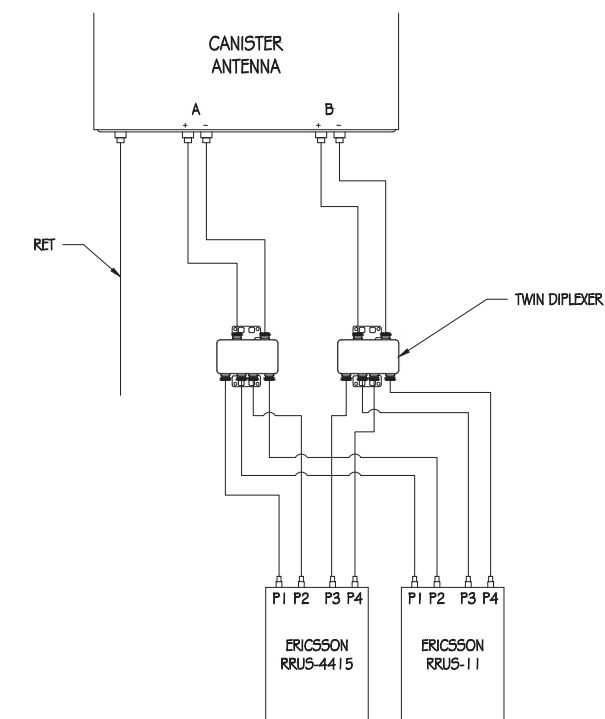 CANISTER
ANTENNA
A
B
+ -
+ -
RET
TWIN DIPLEXER
P1 P2 P3 P4
P1 P2 P3 P4
ERICSSON
RRUS-4415
ERICSSON
RRUS-11